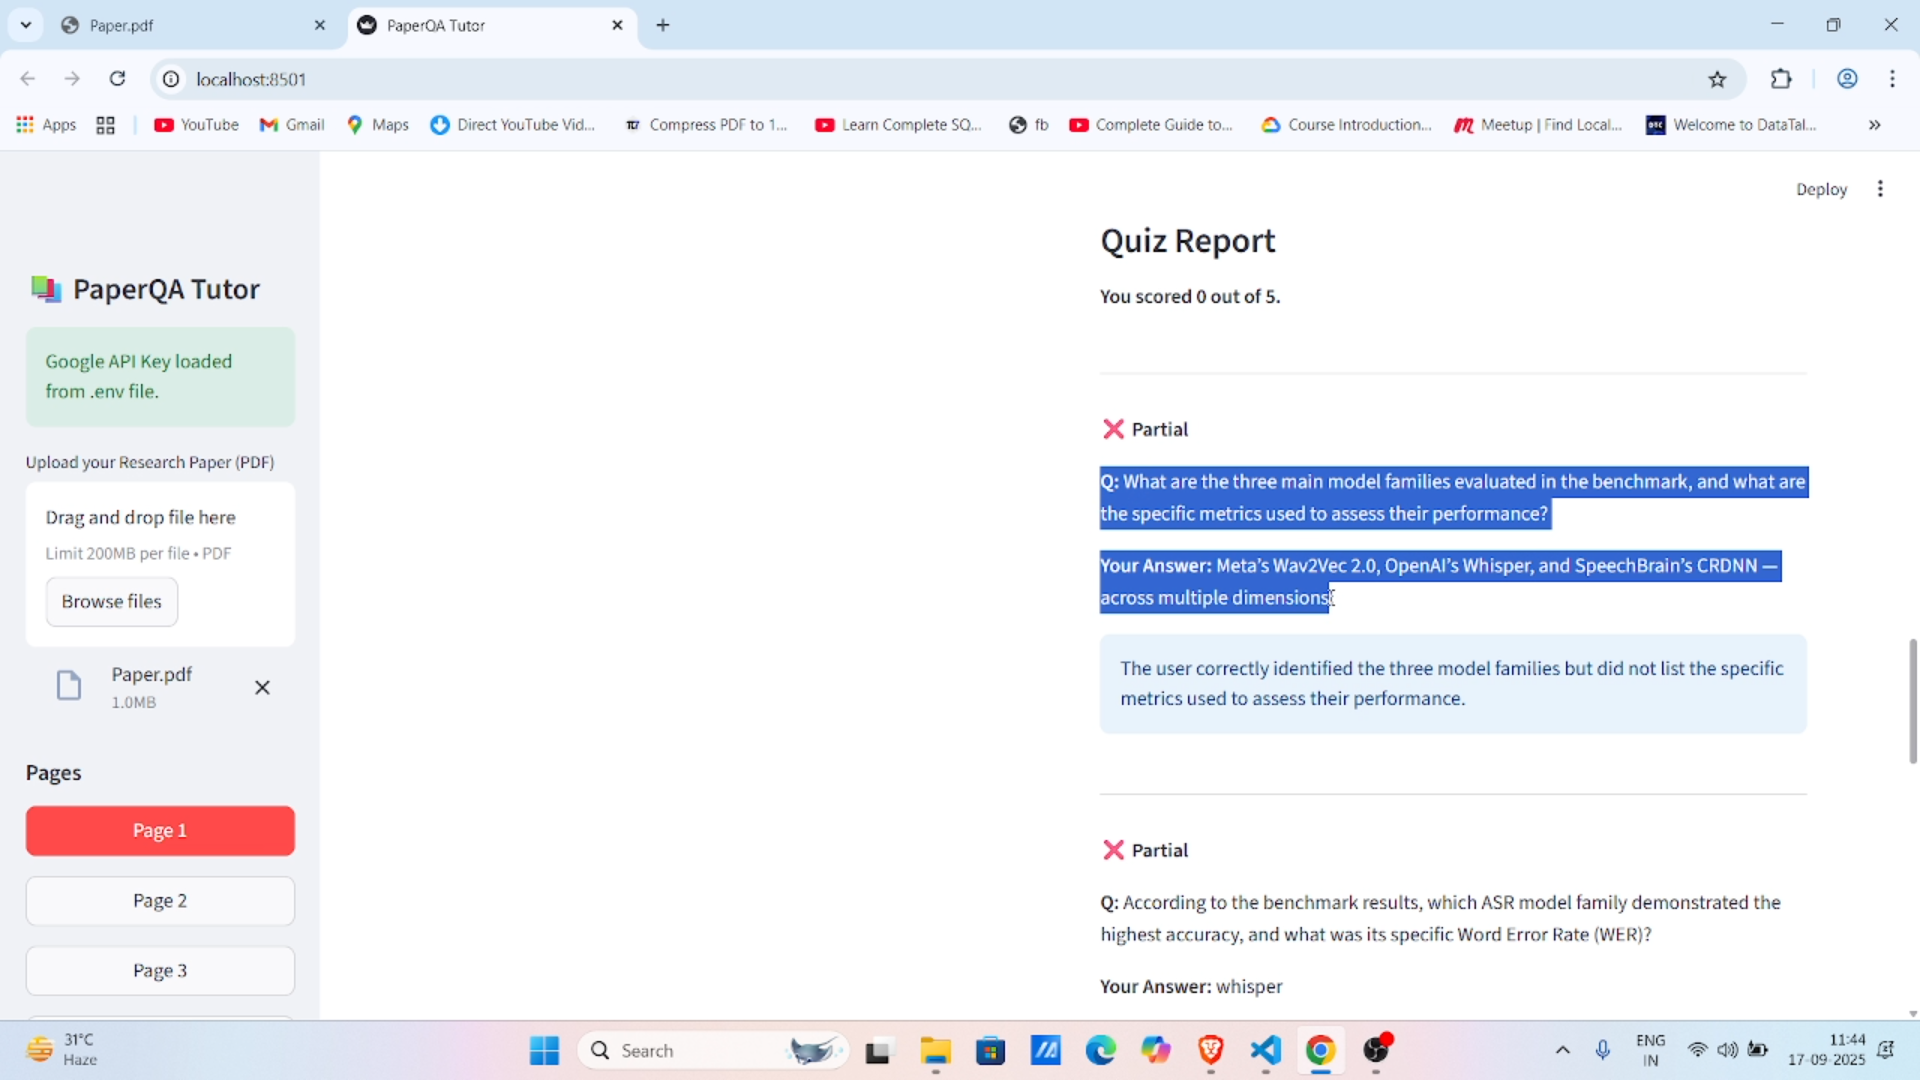 Paper.pdf
PaperQA Tutor
localhost:8501
Apps
YouTube
Gmail
Maps
Direct YouTube Vid...
Compress PDF to 1...
Learn Complete SQ...
fb
Complete Guide to...
Course Introduction...
Meetup | Find Local...
Welcome to DataTal...
Deploy
PaperQA Tutor
Google API Key loaded
from .env file.
Upload your Research Paper (PDF)
Drag and drop file here
Limit 200MB per file • PDF
Browse files
Paper.pdf
1.0MB
Pages
Page 1
Page 2
Page 3
Quiz Report
You scored 0 out of 5.
❌ Partial
Q: What are the three main model families evaluated in the benchmark, and what are
the specific metrics used to assess their performance?
Your Answer: Meta’s Wav2Vec 2.0, OpenAI’s Whisper, and SpeechBrain’s CRDNN —
across multiple dimensions
The user correctly identified the three model families but did not list the specific
metrics used to assess their performance.
❌ Partial
Q: According to the benchmark results, which ASR model family demonstrated the
highest accuracy, and what was its specific Word Error Rate (WER)?
Your Answer: whisper
31°C
Haze
Search
ENG
IN
11:44
17-09-2025